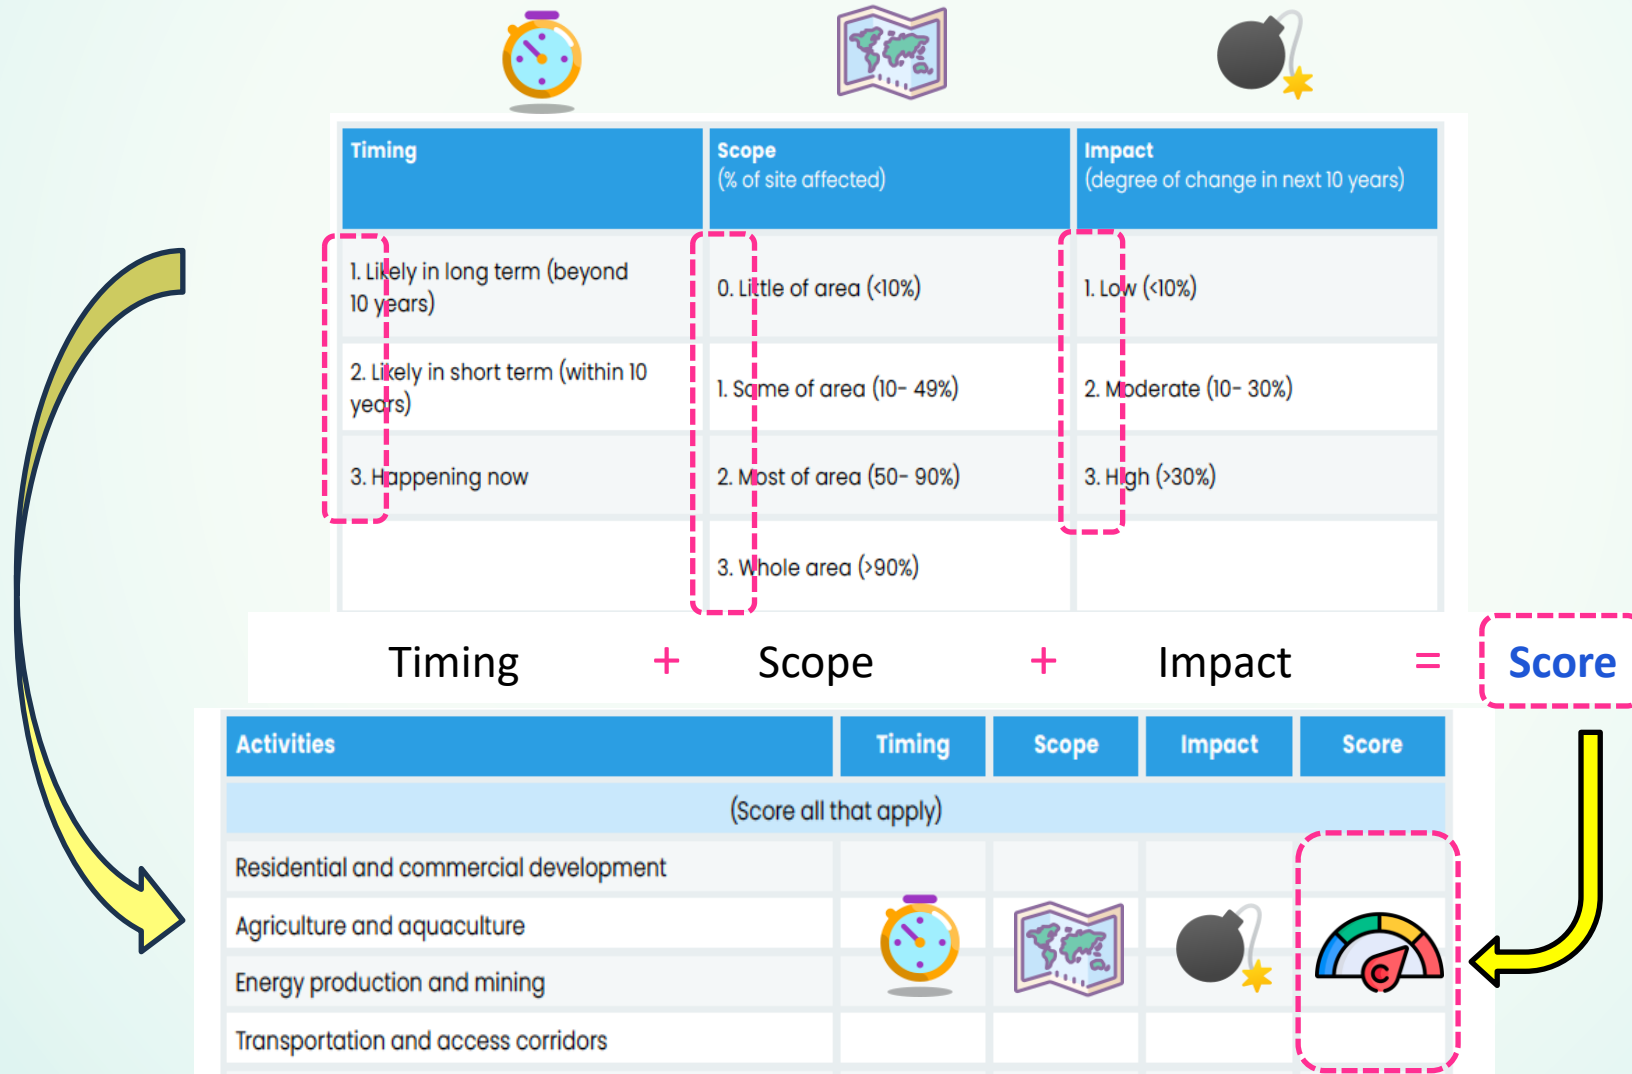 Timing
Scope
(% of site affected)
Impact
(degree of change in next 10 years)
1. Likely in long term (beyond
10 years)
0. Little of area (<10%)
1. Low (<10%)
2. Likely in short term (within 10
years)
1. Some of area (10- 49%)
2. Moderate (10- 30%)
3. Happening now
2. Most of area (50- 90%)
3. High (>30%)
3. Whole area (>90%)
Timing + Scope + Impact = Score
Activities Timing Scope Impact Score
(Score all that apply)
Residential and commercial development
Agriculture and aquaculture
Energy production and mining
C
Transportation and access corridors